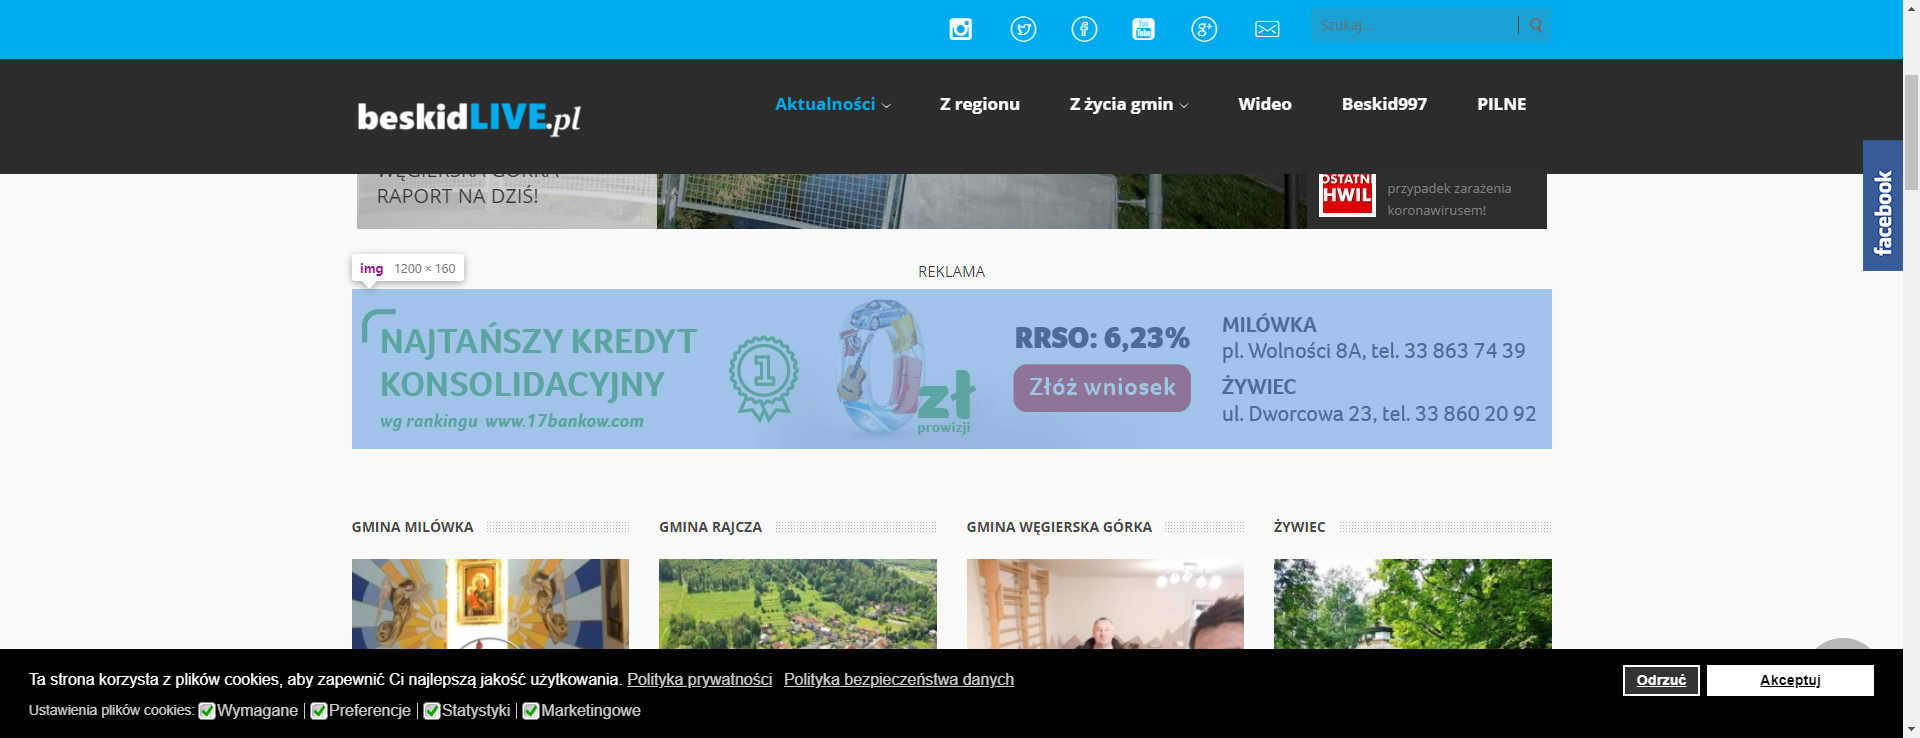 Szukaj...
beskidLIVE.pl
Aktualności
Z regionu
Z życia gmin
Wideo
Beskid997
PILNE
WĘGIERSKA GÓRKA
RAPORT NA DZIŚ!
przypadek zarażenia
koronawirusem!
facebook
img 1200 × 160
REKLAMA
NAJTAŃSZY KREDYT
KONSOLIDACYJNY
wg rankingu www.17bankow.com
1
0 zł
prowizji
RRSO: 6,23%
Złóż wniosek
MILÓWKA
pl. Wolności 8A, tel. 33 863 74 39
ŻYWIEC
ul. Dworcowa 23, tel. 33 860 20 92
GMINA MILÓWKA
GMINA RAJCZA
GMINA WĘGIERSKA GÓRKA
ŻYWIEC
Ta strona korzysta z plików cookies, aby zapewnić Ci najlepszą jakość użytkowania. Polityka prywatności Polityka bezpieczeństwa danych
Odrzuć
Akceptuj
Ustawienia plików cookies: Wymagane | Preferencje | Statystyki | Marketingowe